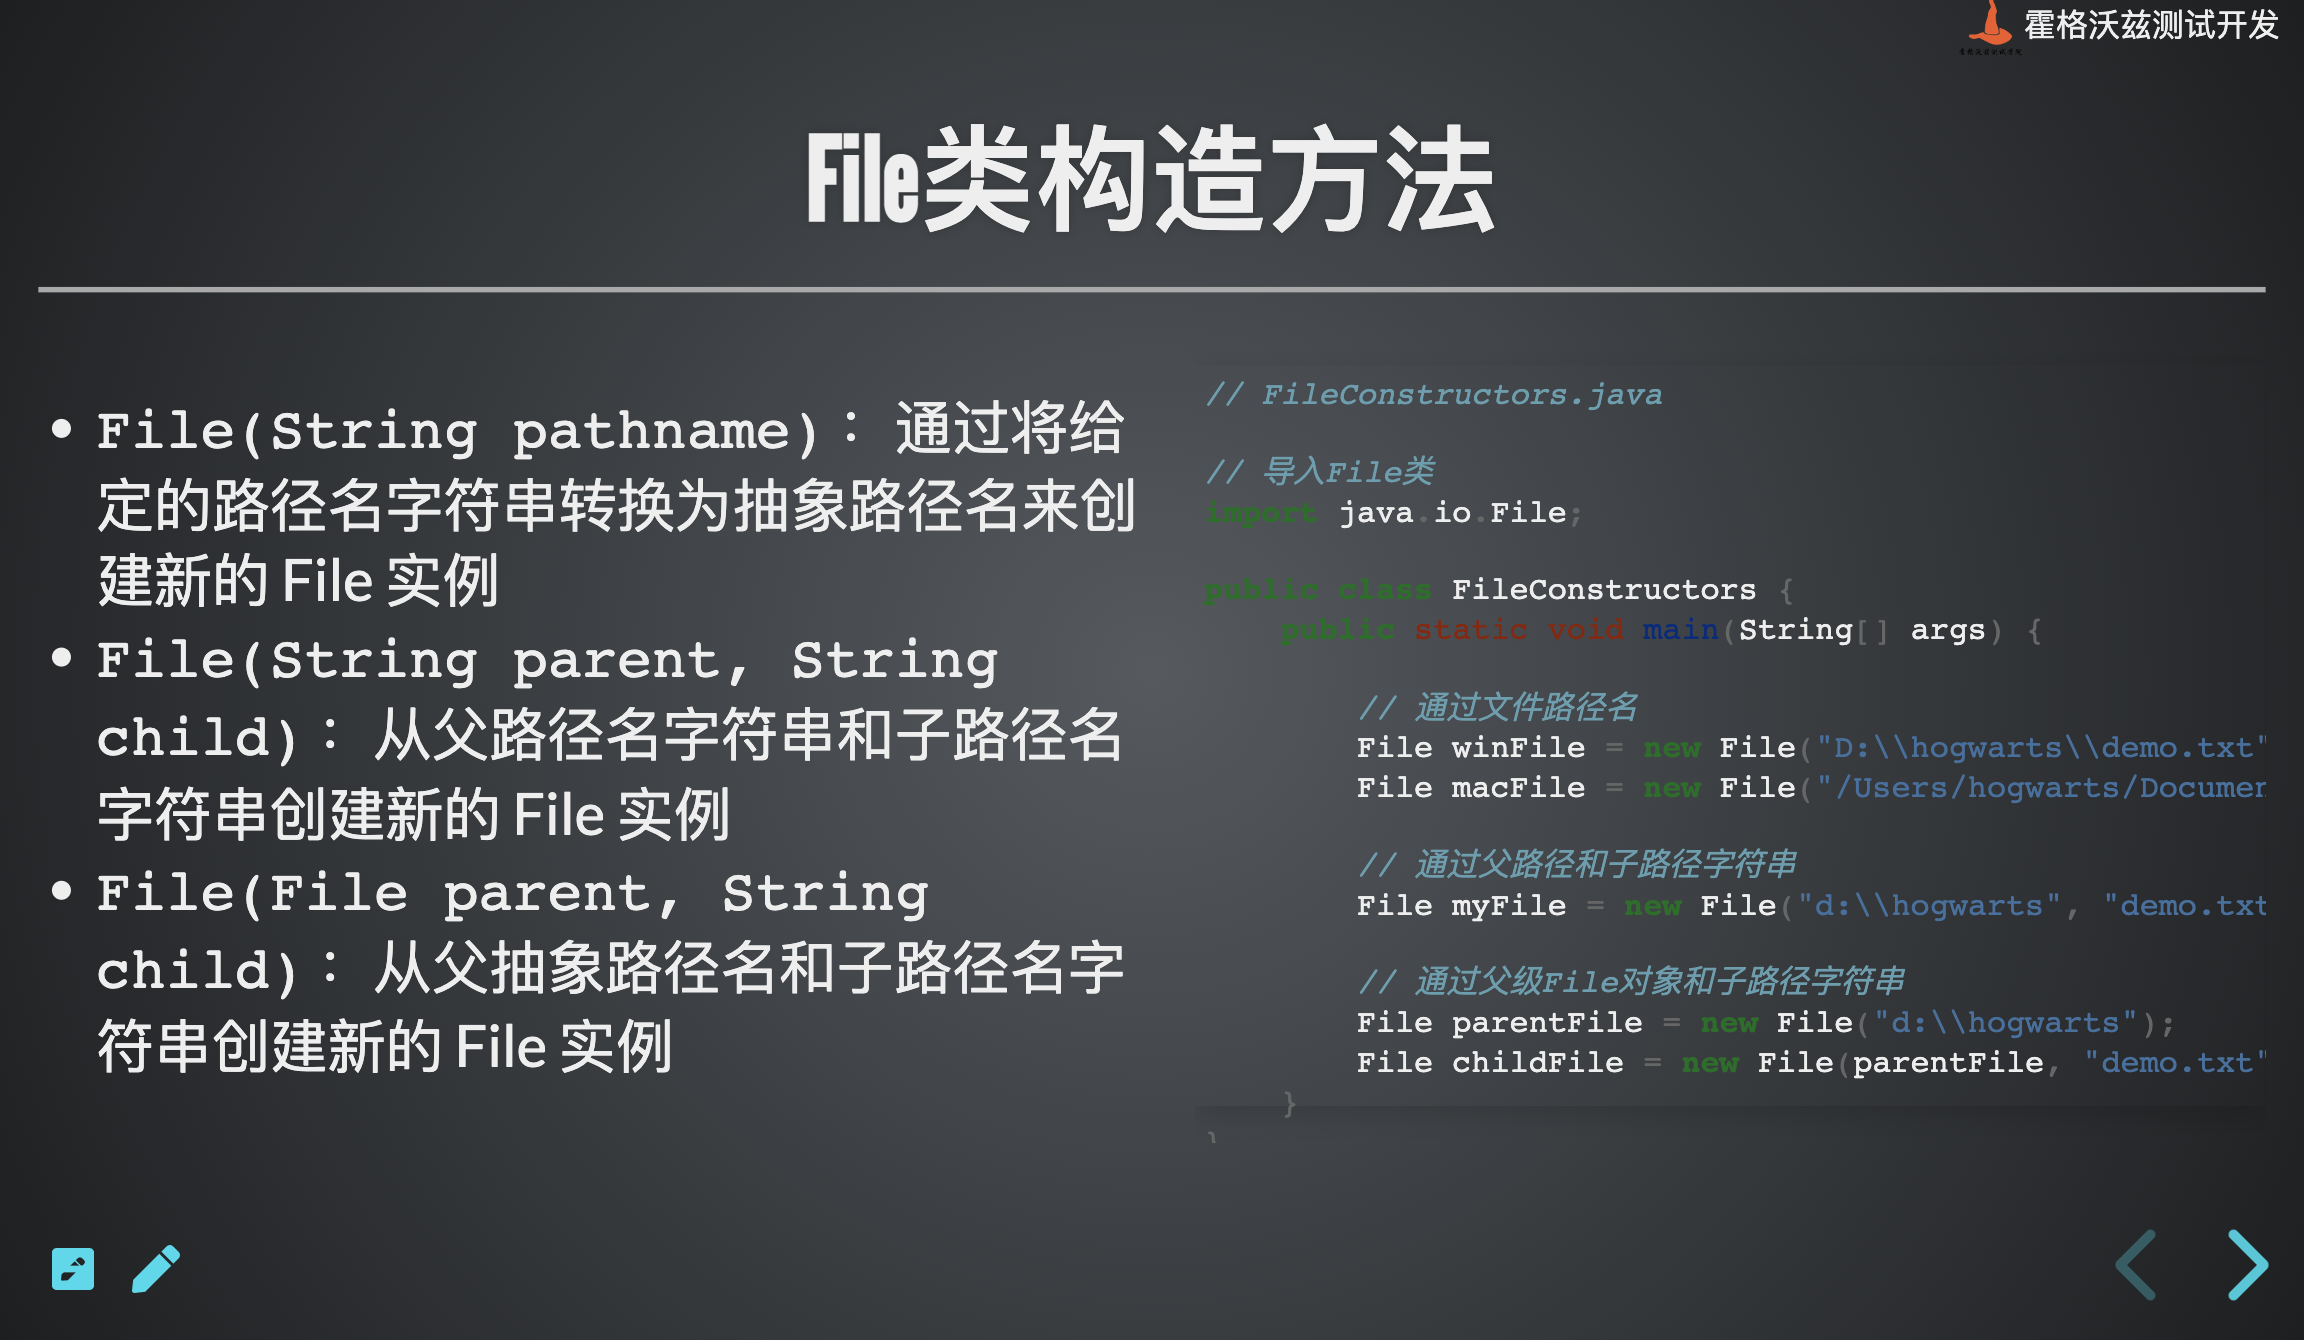 霍格沃兹测试开发
霍格沃兹测试学院
File类构造方法
• File(String pathname)：通过将给
定的路径名字符串转换为抽象路径名来创
建新的 File 实例
• File(String parent, String
child)：从父路径名字符串和子路径名
字符串创建新的 File 实例
• File(File parent, String
child)：从父抽象路径名和子路径名字
符串创建新的 File 实例
// FileConstructors.java
// 导入File类
import java.io.File;
public class FileConstructors {
public static void main(String[] args) {
// 通过文件路径名
File winFile = new File("D:\\hogwarts\\demo.txt"
File macFile = new File("/Users/hogwarts/Documen
// 通过父路径和子路径字符串
File myFile = new File("d:\\hogwarts", "demo.txt
// 通过父级File对象和子路径字符串
File parentFile = new File("d:\\hogwarts");
File childFile = new File(parentFile, "demo.txt"
}
}